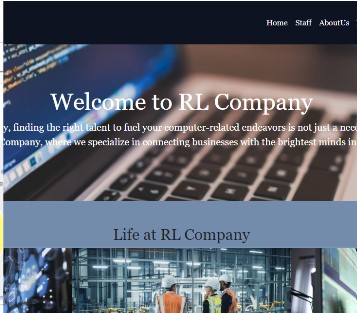 Home Staff AboutUs
Welcome to RL Company
y, finding the right talent to fuel your computer-related endeavors is not just a nee
Company, where we specialize in connecting businesses with the brightest minds in
Life at RL Company